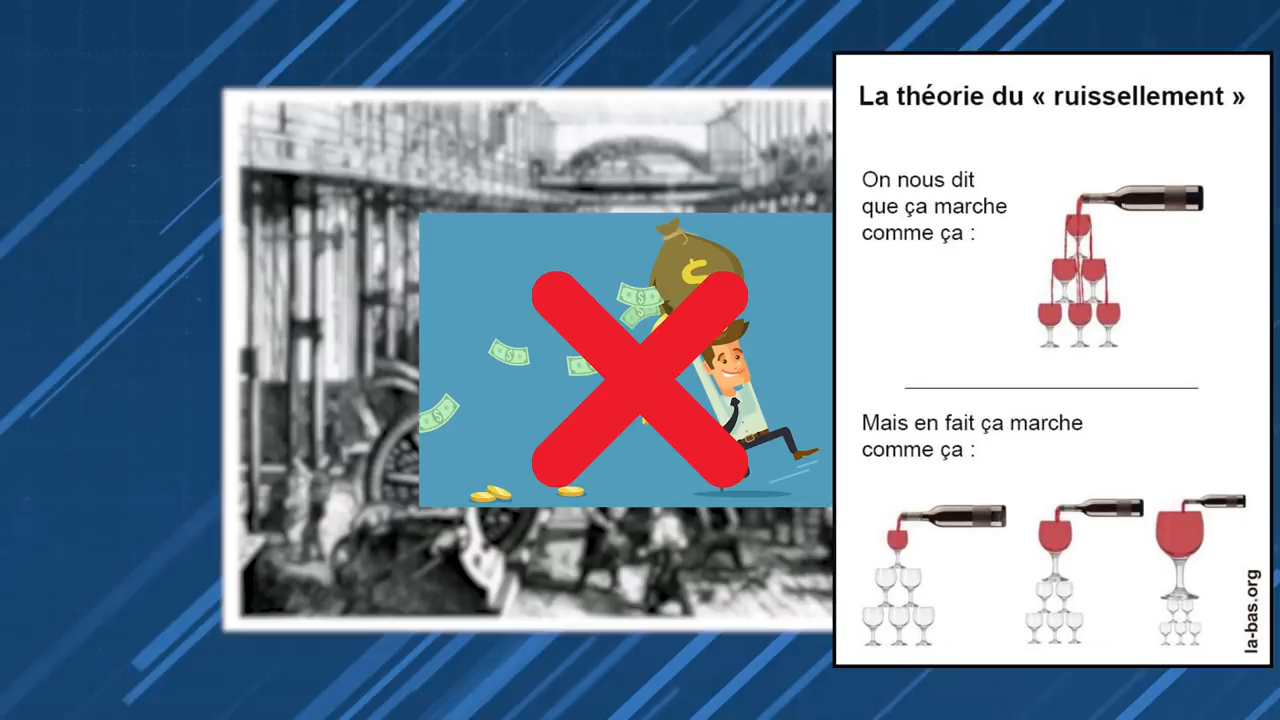 La théorie du « ruissellement »
On nous dit
que ça marche
comme ça :
Mais en fait ça marche
comme ça :
la-bas.org